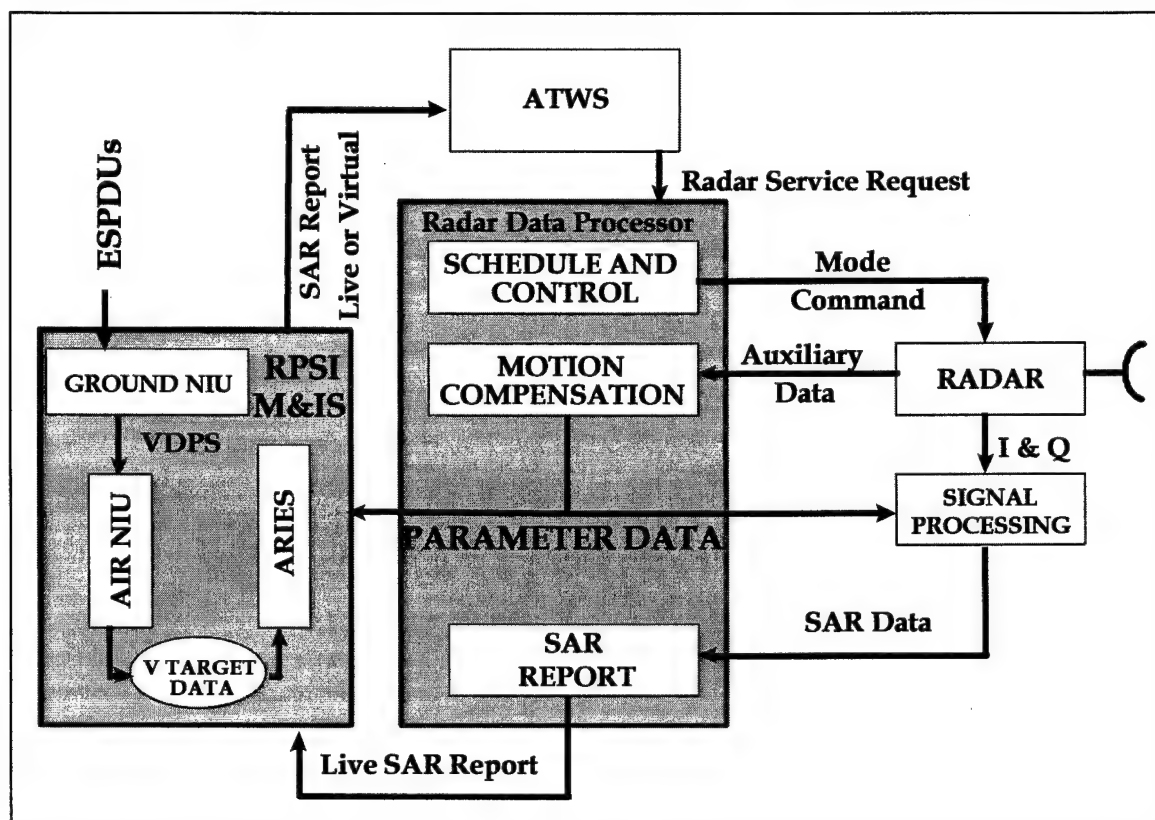 ATWS
Radar Service Request
ESPDUs
SAR Report
Live or Virtual
Radar Data Processor
SCHEDULE AND
CONTROL
Mode
Command
GROUND NIU
RPSI
M&IS
MOTION
COMPENSATION
Auxiliary
Data
RADAR
VDPS
I & Q
AIR NIU
ARIES
SIGNAL
PROCESSING
PARAMETER DATA
SAR Data
V TARGET
DATA
SAR
REPORT
Live SAR Report